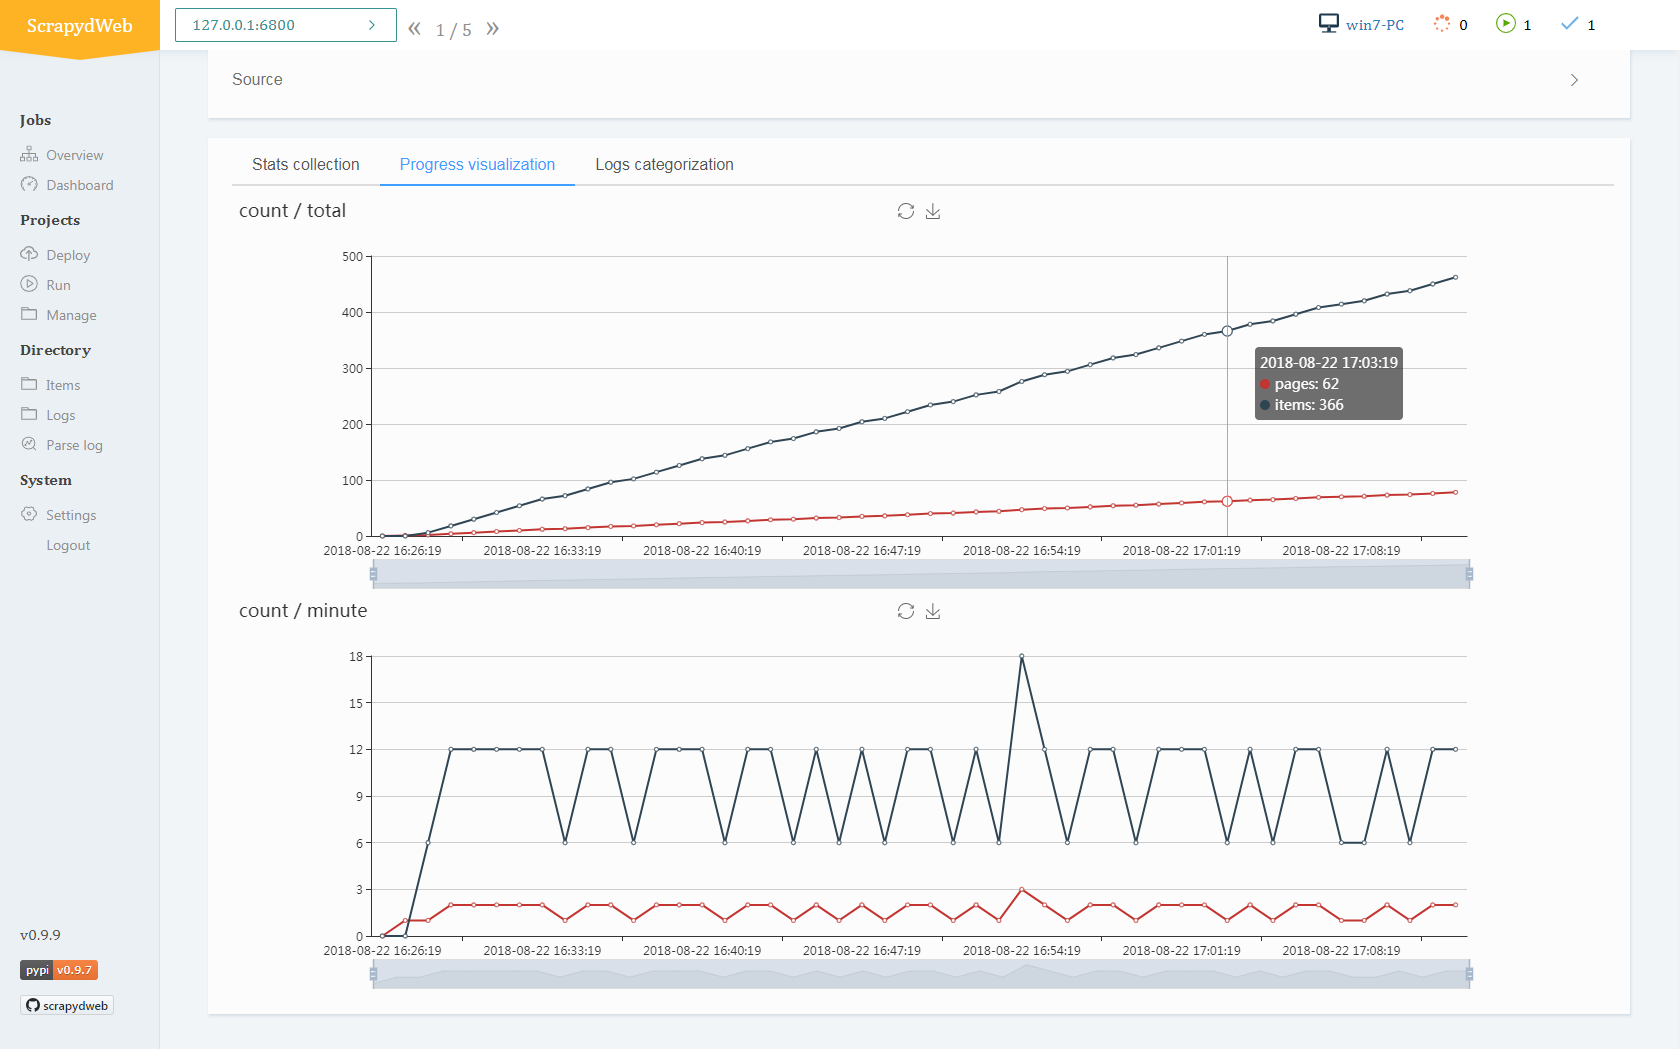 ScrapydWeb
127.0.0.1:6800
« 1 / 5 »
win7-PC
0
1
1
Jobs
Overview
Dashboard
Projects
Deploy
Run
Manage
Directory
Items
Logs
Parse log
System
Settings
Logout
v0.9.9
pypi v0.9.7
scrapydweb
Source
Stats collection
Progress visualization
Logs categorization
count / total
500
400
300
200
100
0
2018-08-22 17:03:19
pages: 62
items: 366
2018-08-22 16:26:19
2018-08-22 16:33:19
2018-08-22 16:40:19
2018-08-22 16:47:19
2018-08-22 16:54:19
2018-08-22 17:01:19
2018-08-22 17:08:19
count / minute
18
15
12
9
6
3
0
2018-08-22 16:26:19
2018-08-22 16:33:19
2018-08-22 16:40:19
2018-08-22 16:47:19
2018-08-22 16:54:19
2018-08-22 17:01:19
2018-08-22 17:08:19